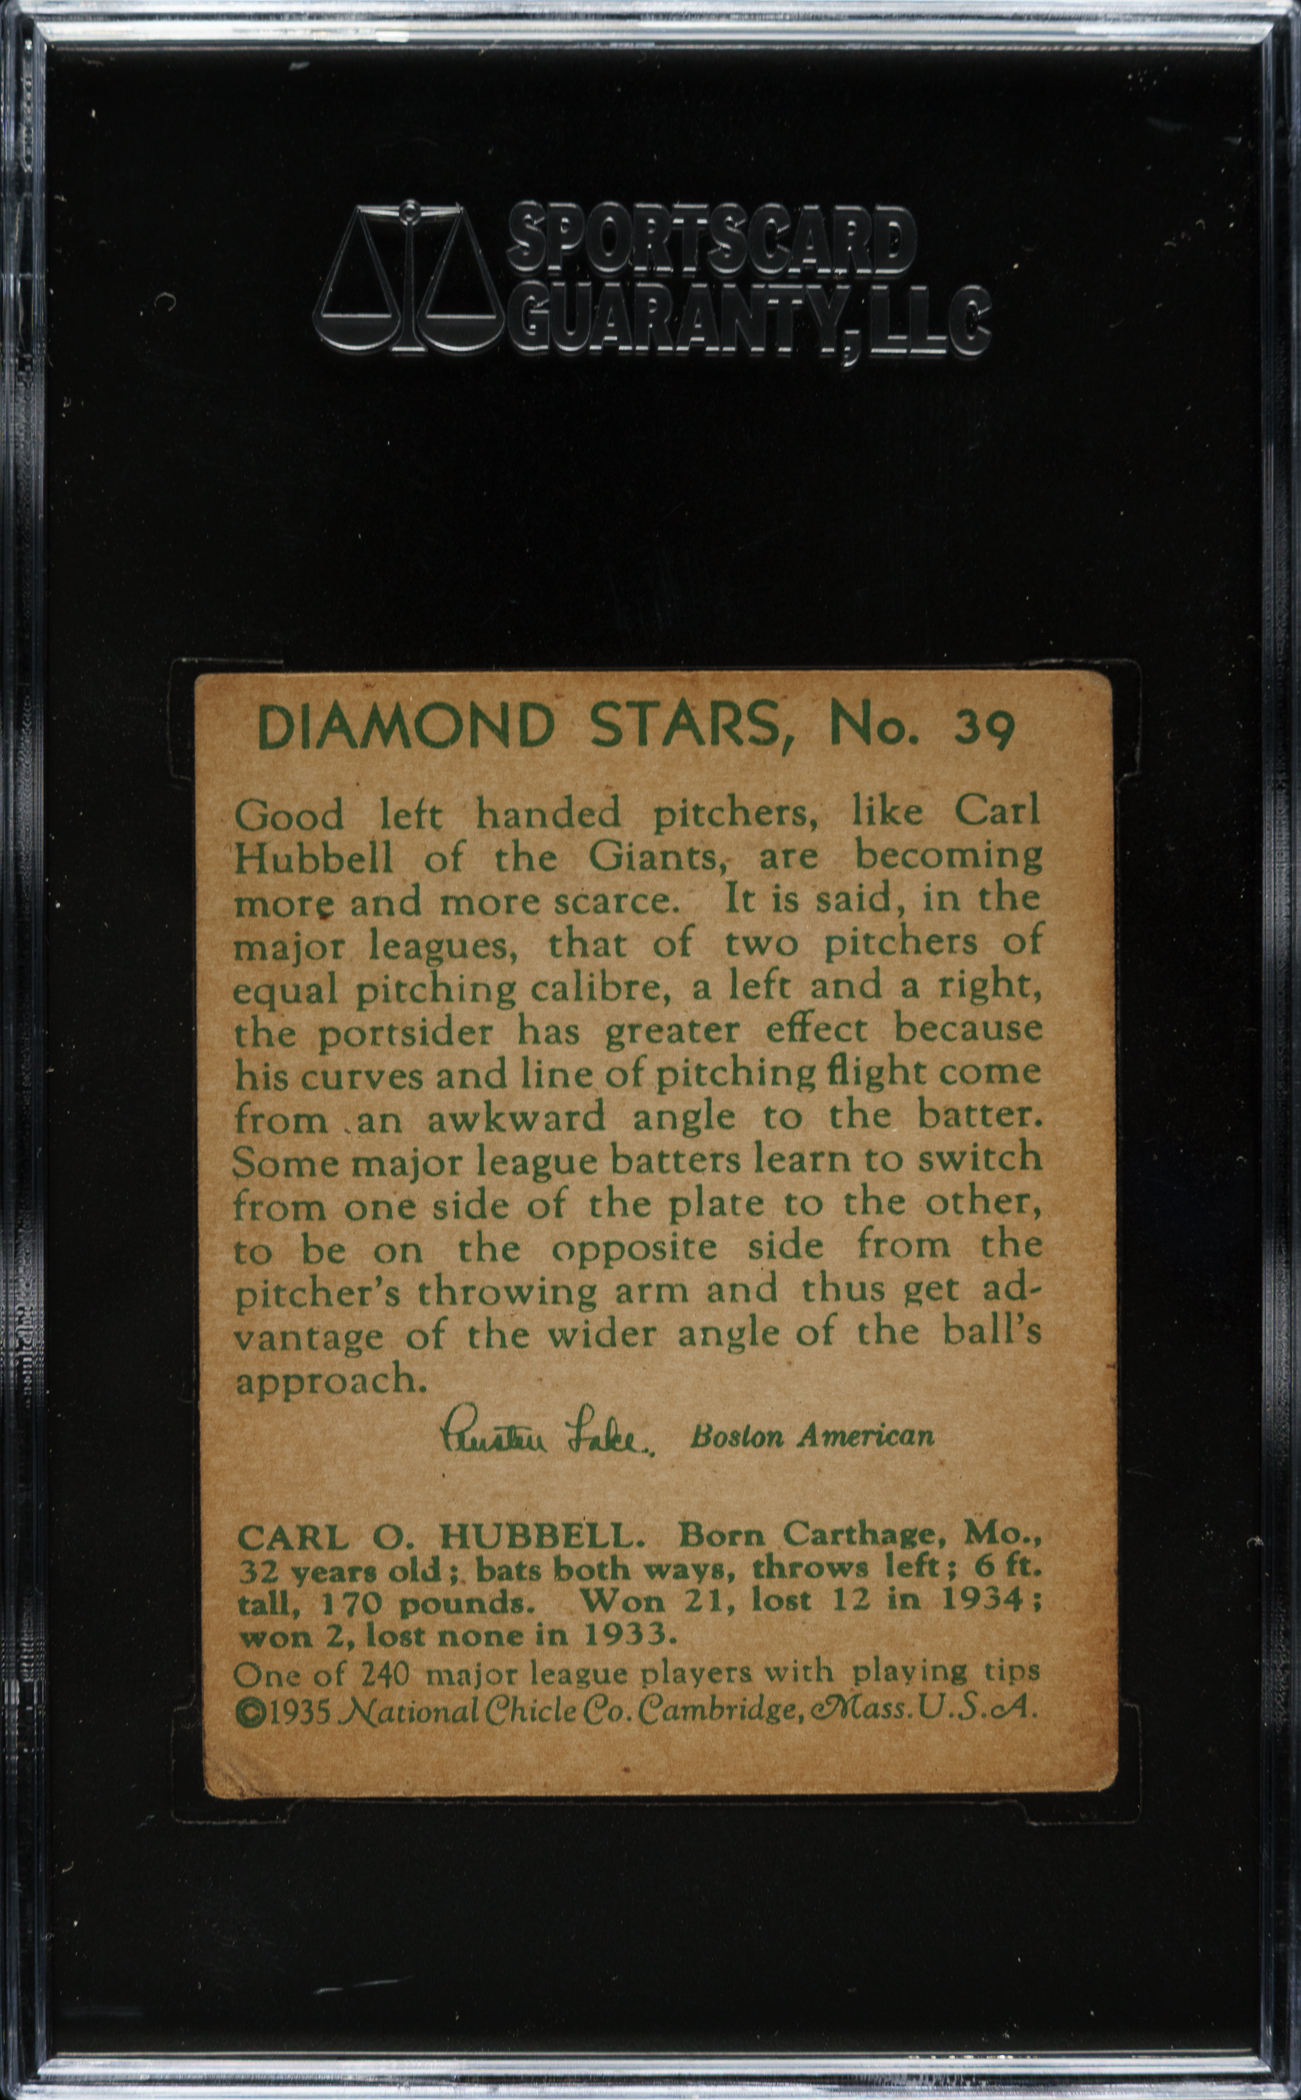 SPORTSCARD
GUARANTY, LLC
DIAMOND STARS, No. 39
Good left handed pitchers, like Carl
Hubbell of the Giants, are becoming
more and more scarce. It is said, in the
major leagues, that of two pitchers of
equal pitching calibre, a left and a right,
the portsider has greater effect because
his curves and line of pitching flight come
from an awkward angle to the batter.
Some major league batters learn to switch
from one side of the plate to the other,
to be on the opposite side from the
pitcher's throwing arm and thus get ad-
vantage of the wider angle of the ball's
approach.
Austen Lake. Boston American
CARL O. HUBBELL. Born Carthage, Mo.,
32 years old; bats both ways, throws left; 6 ft.
tall, 170 pounds. Won 21, lost 12 in 1934;
won 2, lost none in 1933.
One of 240 major league players with playing tips
©1935 National Chicle Co. Cambridge, Mass. U.S.A.